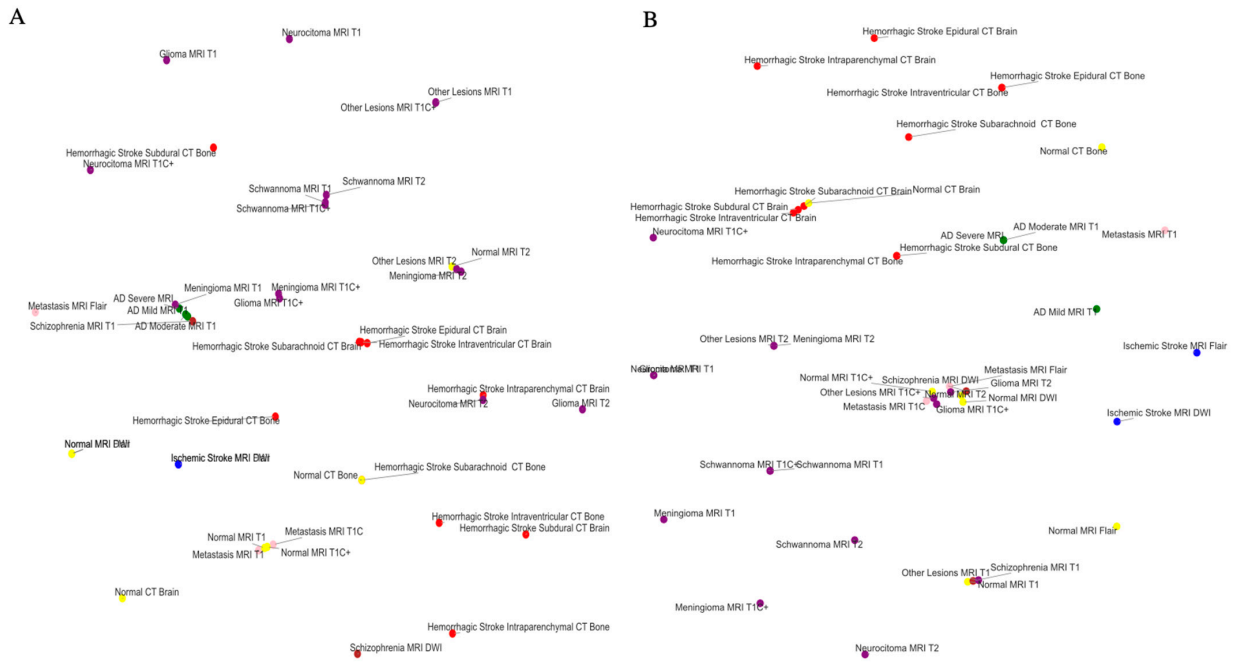 A
Neurocitoma MRI T1
Glioma MRI T1
Other Lesions MRI T1
Other Lesions MRI T1C+
Hemorrhagic Stroke Subdural CT Bone
Neurocitoma MRI T1C+
Schwannoma MRI T1
Schwannoma MRI T2
Schwannoma MRI T1C+
Other Lesions MRI T2
Normal MRI T2
Meningioma MRI T2
Meningioma MRI T1
Meningioma MRI T1C+
AD Severe MRI
Metastasis MRI Flair
AD Mild MRI T1
Glioma MRI T1C+
Schizophrenia MRI T1
AD Moderate MRI T1
Hemorrhagic Stroke Epidural CT Brain
Hemorrhagic Stroke Subarachnoid CT Brain
Hemorrhagic Stroke Intraventricular CT Brain
Hemorrhagic Stroke Intraparenchymal CT Brain
Neurocitoma MRI T2
Glioma MRI T2
Hemorrhagic Stroke Epidural CT Bone
Normal MRI
Ischemic Stroke MRI
Normal CT Bone
Hemorrhagic Stroke Subarachnoid CT Bone
Hemorrhagic Stroke Intraventricular CT Bone
Hemorrhagic Stroke Subdural CT Brain
Normal MRI T1
Metastasis MRI T1C
Metastasis MRI T1
Normal MRI T1C+
Normal CT Brain
Hemorrhagic Stroke Intraparenchymal CT Bone
Schizophrenia MRI DWI
B
Hemorrhagic Stroke Epidural CT Brain
Hemorrhagic Stroke Intraparenchymal CT Brain
Hemorrhagic Stroke Epidural CT Bone
Hemorrhagic Stroke Intraventricular CT Bone
Hemorrhagic Stroke Subarachnoid CT Bone
Normal CT Bone
Hemorrhagic Stroke Subarachnoid CT Brain
Normal CT Brain
Hemorrhagic Stroke Subdural CT Brain
Hemorrhagic Stroke Intraventricular CT Brain
Neurocitoma MRI T1C+
AD Severe MRI
AD Moderate MRI T1
Metastasis MRI T1
Hemorrhagic Stroke Subdural CT Bone
Hemorrhagic Stroke Intraparenchymal CT Bone
AD Mild MRI T1
Other Lesions MRI T2
Meningioma MRI T2
Ischemic Stroke MRI Flair
MRI T1
Normal MRI T1C+
Schizophrenia MRI DWI
Metastasis MRI Flair
Glioma MRI T2
Other Lesions MRI T1C+
Normal MRI T2
Normal MRI DWI
Metastasis MRI T1C
Glioma MRI T1C+
Ischemic Stroke MRI DWI
Schwannoma MRI T1C+
Schwannoma MRI T1
Meningioma MRI T1
Schwannoma MRI T2
Normal MRI Flair
Other Lesions MRI T1
Schizophrenia MRI T1
Normal MRI T1
Meningioma MRI T1C+
Neurocitoma MRI T2